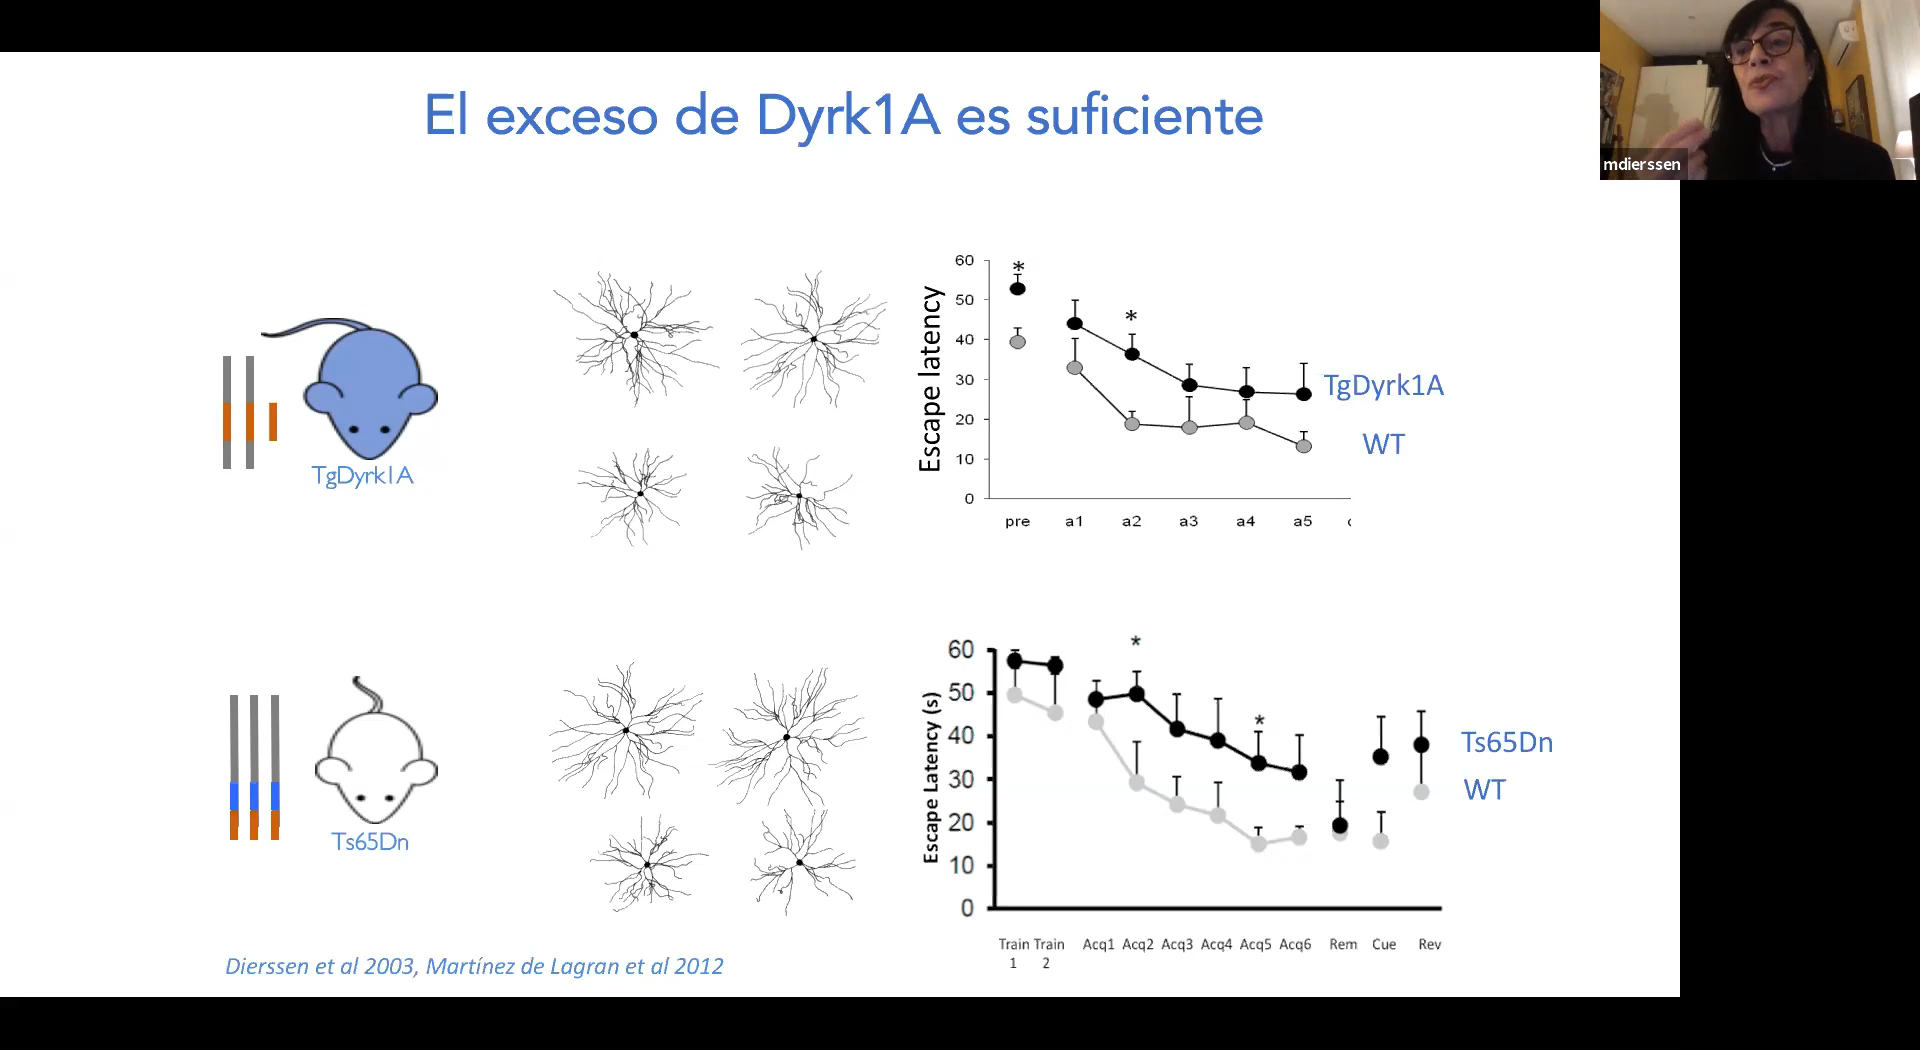 El exceso de Dyrk1A es suficiente
mdierssen
TgDyrk1A
Escape latency
60
50
40
30
20
10
0
*
*
pre a1 a2 a3 a4 a5
TgDyrk1A
WT
Ts65Dn
Escape Latency (s)
60
50
40
30
20
10
0
*
*
Train 1 Train 2 Acq1 Acq2 Acq3 Acq4 Acq5 Acq6 Rem Cue Rev
Ts65Dn
WT
Dierssen et al 2003, Martínez de Lagran et al 2012